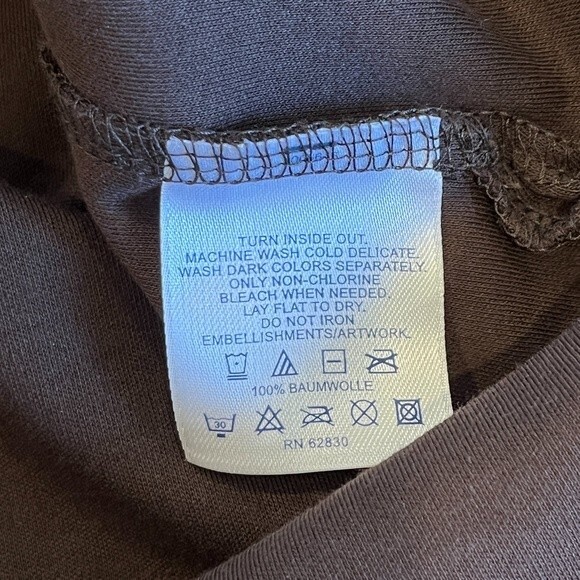 TURN INSIDE OUT.
MACHINE WASH COLD DELICATE.
WASH DARK COLORS SEPARATELY.
ONLY NON-CHLORINE
BLEACH WHEN NEEDED.
LAY FLAT TO DRY.
DO NOT IRON
EMBELLISHMENTS/ARTWORK.
100% BAUMWOLLE
30
RN 62830